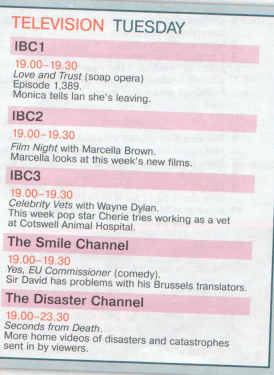 TELEVISION TUESDAY
IBC1
19.00–19.30
Love and Trust (soap opera)
Episode 1,389.
Monica tells Ian she's leaving.
IBC2
19.00–19.30
Film Night with Marcella Brown.
Marcella looks at this week's new films.
IBC3
19.00–19.30
Celebrity Vets with Wayne Dylan.
This week pop star Cherie tries working as a vet
at Cotswell Animal Hospital.
The Smile Channel
19.00–19.30
Yes, EU Commissioner (comedy).
Sir David has problems with his Brussels translators.
The Disaster Channel
19.00–23.30
Seconds from Death.
More home videos of disasters and catastrophes
sent in by viewers.